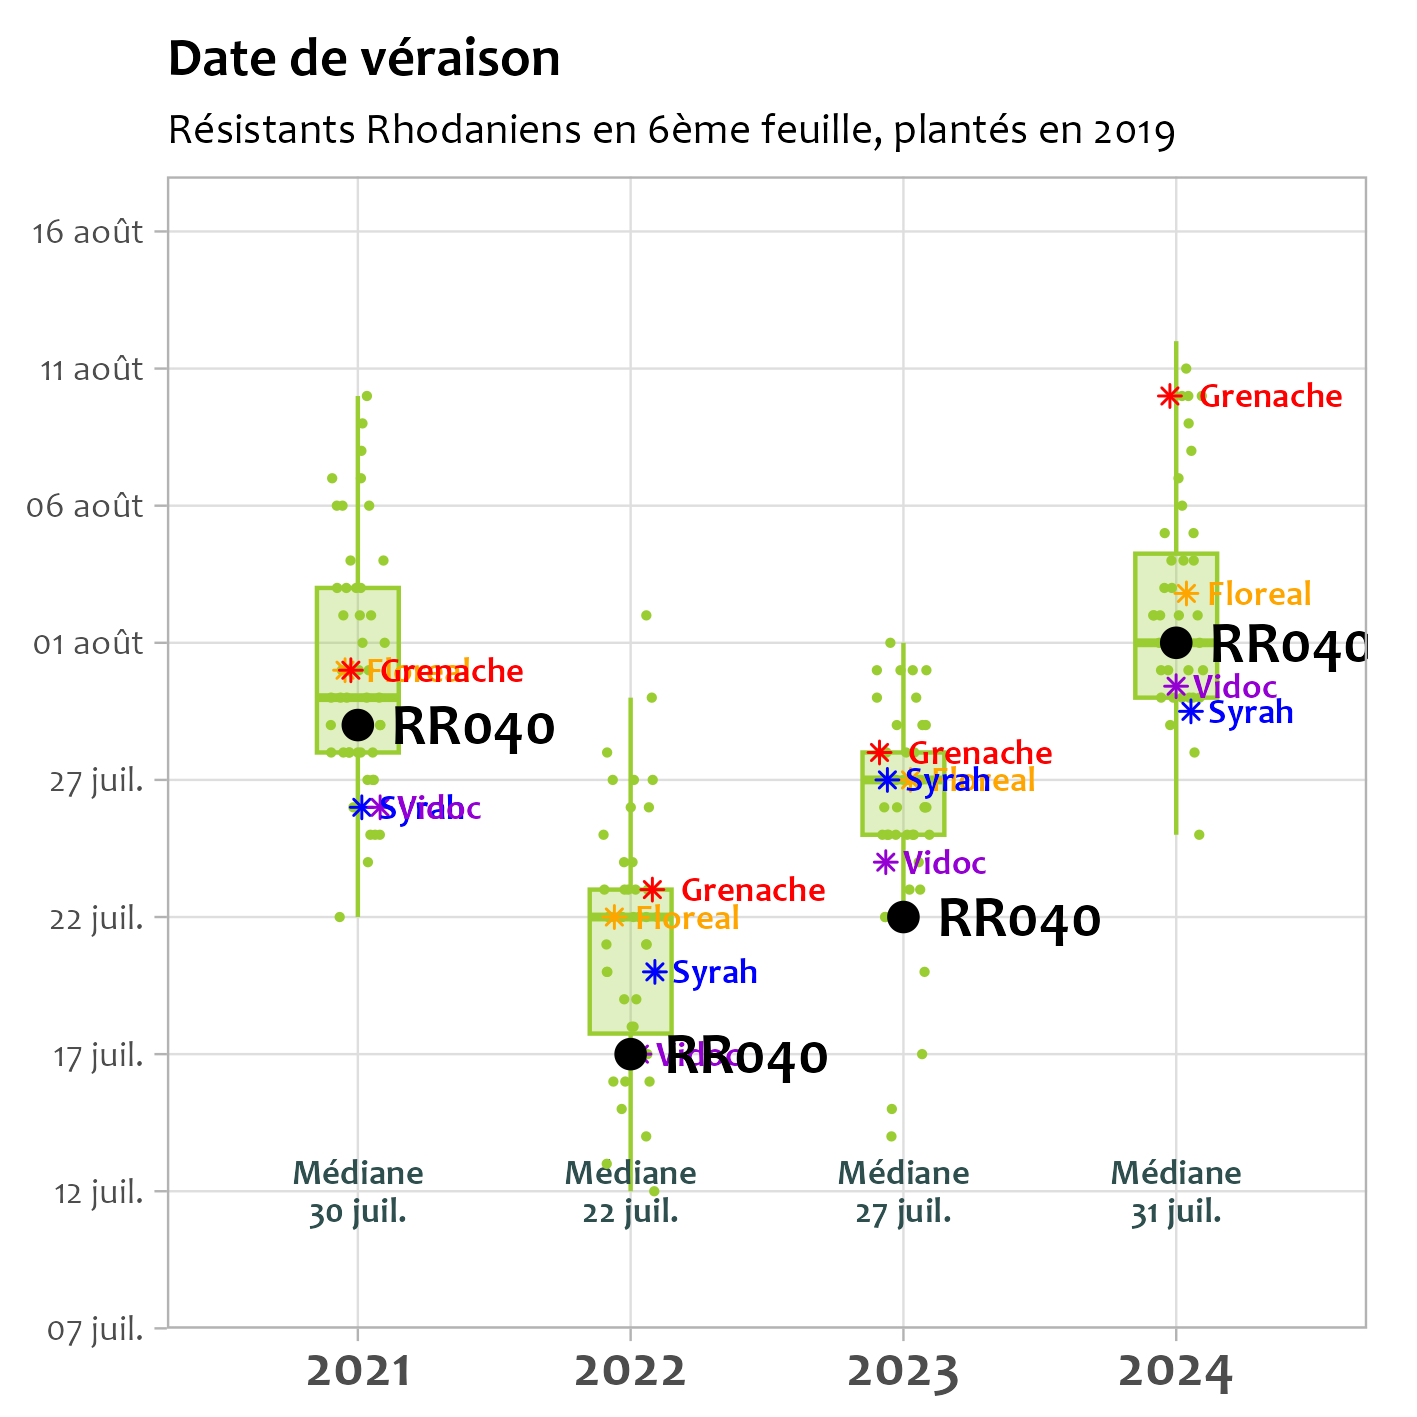 Date de véraison
Résistants Rhodaniens en 6ème feuille, plantés en 2019
16 août
11 août
06 août
01 août
27 juil.
22 juil.
17 juil.
12 juil.
07 juil.
Floreal
Grenache
RR040
Syrah
Vidoc
Médiane
30 juil.
Grenache
Floreal
Syrah
Vidoc
RR040
Médiane
22 juil.
Grenache
Floreal
Syrah
Vidoc
RR040
Médiane
27 juil.
Grenache
Floreal
RR040
Vidoc
Syrah
Médiane
31 juil.
2021
2022
2023
2024